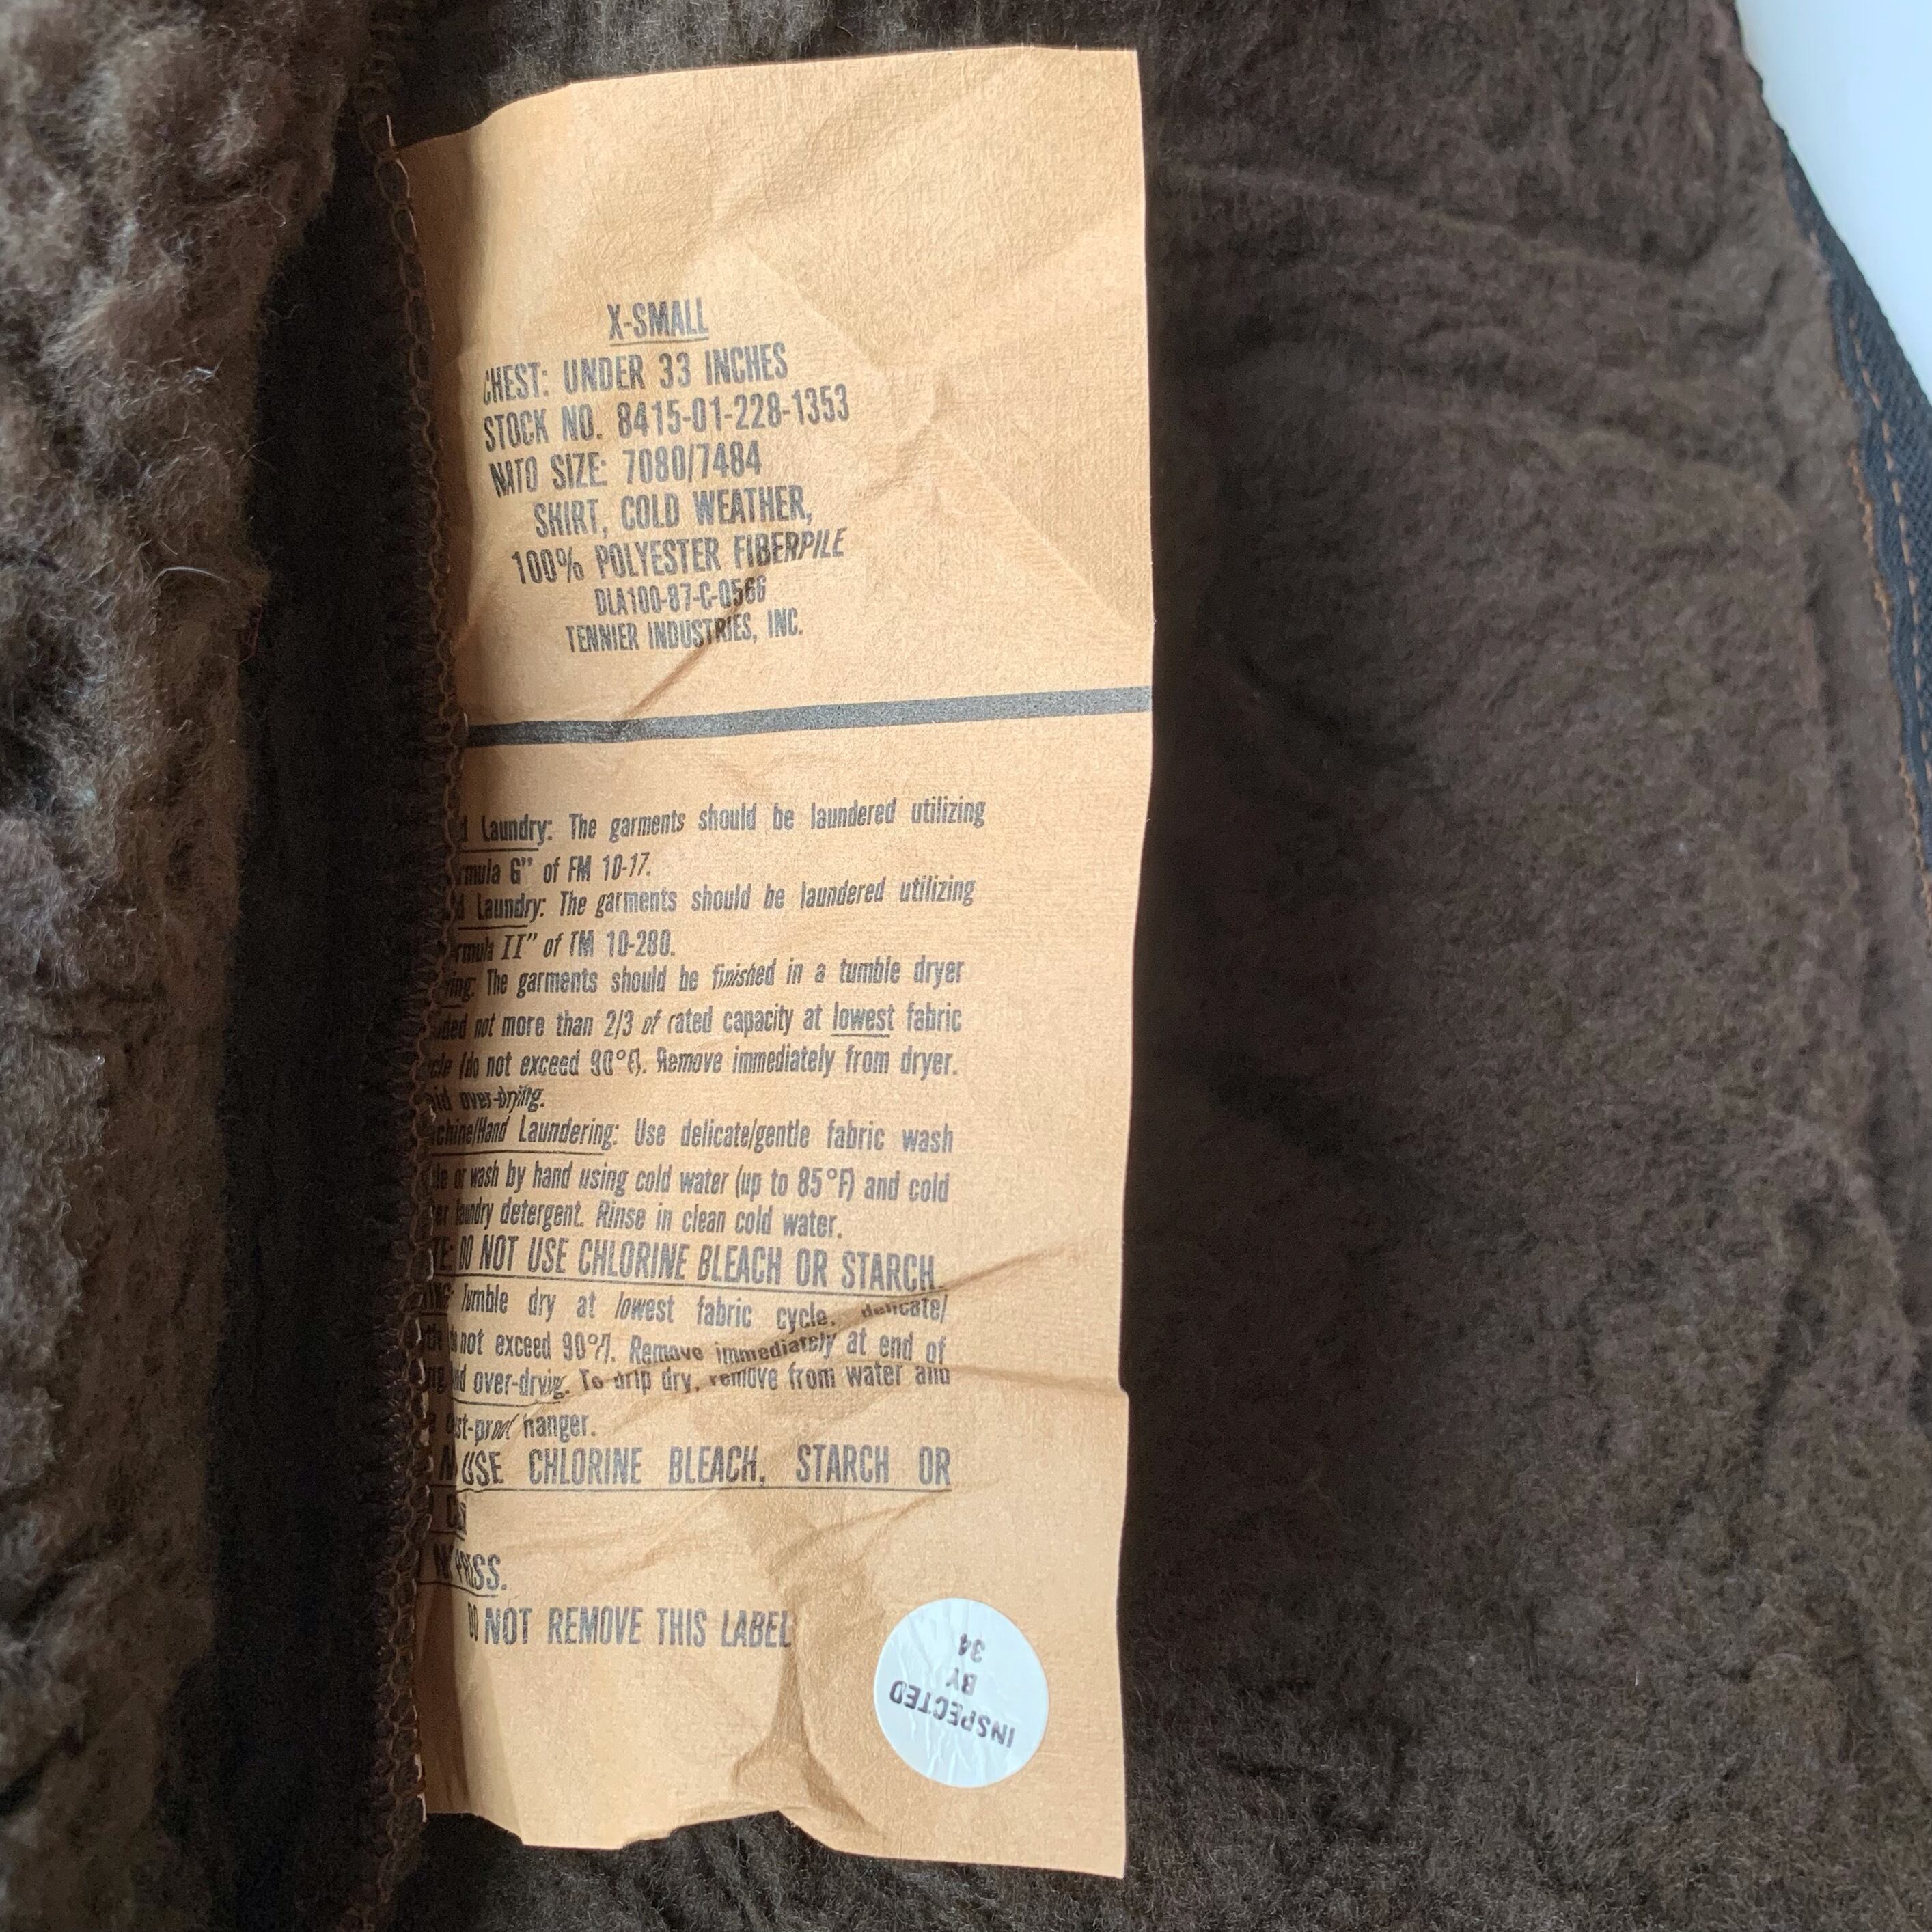 X-SMALL
CHEST: UNDER 33 INCHES
STOCK NO. 8415-01-228-1353
NATO SIZE: 7080/7484
SHIRT, COLD WEATHER,
100% POLYESTER FIBERPILE
DLA100-87-C-0566
TENNIER INDUSTRIES, INC.
Laundry: The garments should be laundered utilizing
6" of FM 10-17.
Laundry: The garments should be laundered utilizing
II" of TM 10-280.
The garments should be finished in a tumble dryer
not more than 2/3 of rated capacity at lowest fabric
(do not exceed 90°F). Remove immediately from dryer.
over-drying.
/Hand Laundering: Use delicate/gentle fabric wash
or wash by hand using cold water (up to 85°F) and cold
laundry detergent. Rinse in clean cold water.
DO NOT USE CHLORINE BLEACH OR STARCH
Tumble dry at lowest fabric cycle. delicate/
not exceed 90°F). Remove immediately at end of
over-drying. To drip dry, remove from water and
hanger.
USE CHLORINE BLEACH, STARCH OR
PRESS.
DO NOT REMOVE THIS LABEL
INSPECTED
BY
34